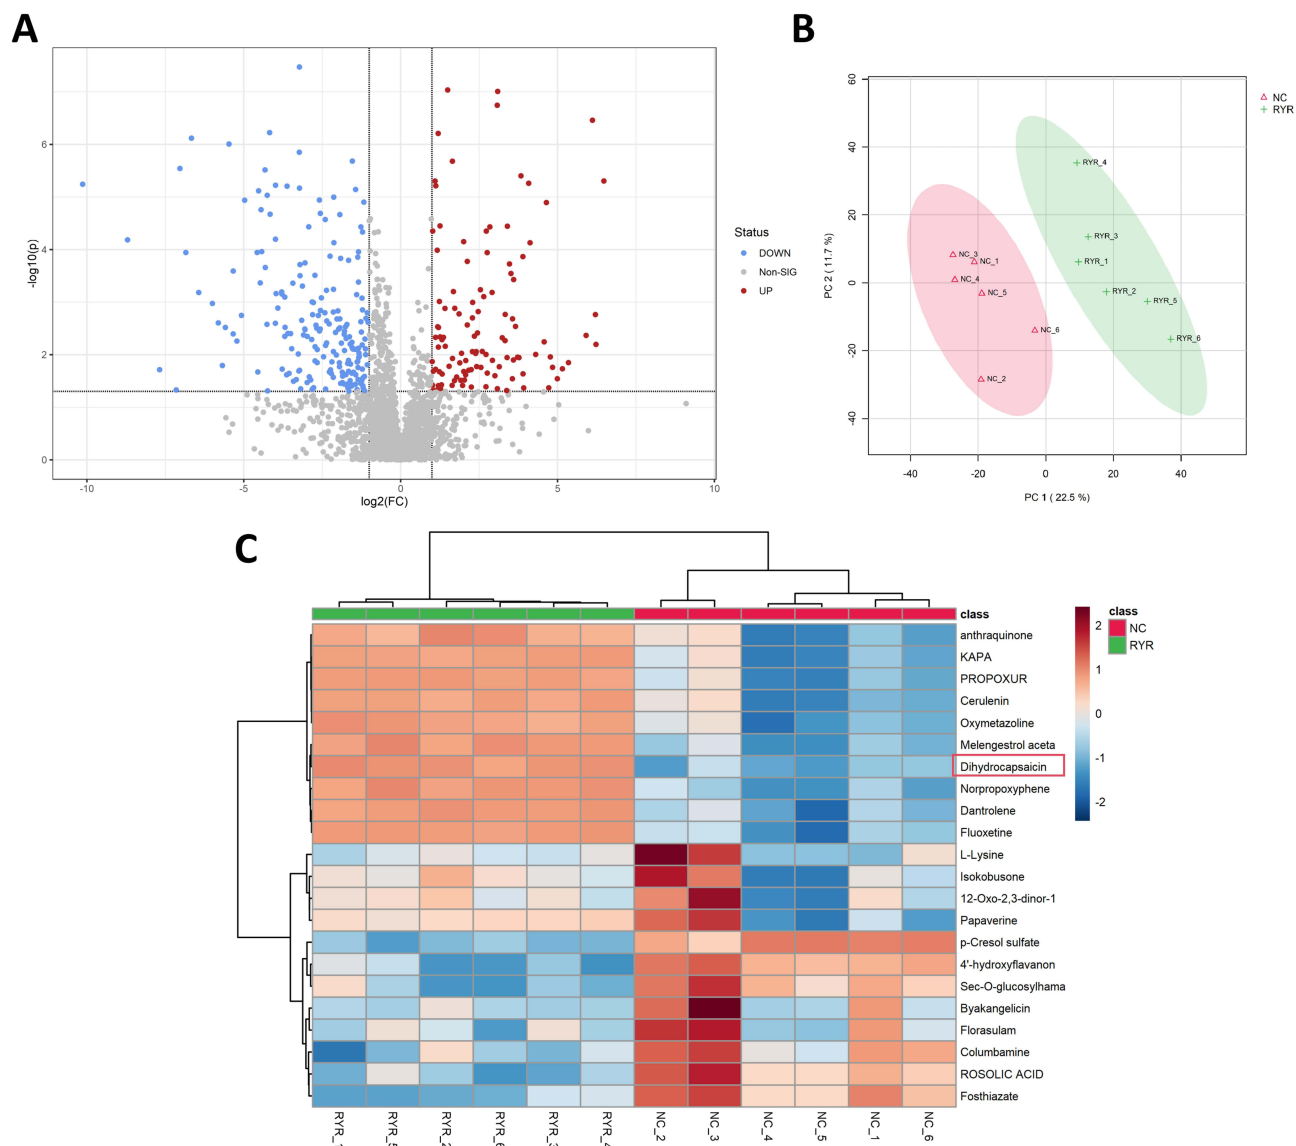 A
B
-log10(p)
6
4
2
0
-10
-5
0
5
10
log2(FC)
Status
DOWN
Non-SIG
UP
PC 2 ( 11.7 %)
60
40
20
0
-20
-40
-40
-20
0
20
40
PC 1 ( 22.5 %)
NC
RYR
RYR_4
RYR_3
RYR_1
RYR_2
RYR_5
RYR_6
NC_3
NC_1
NC_4
NC_5
NC_6
NC_2
C
class
anthraquinone
KAPA
PROPOXUR
Cerulenin
Oxymetazoline
Melengestrol aceta
Dihydrocapsaicin
Norpropoxyphene
Dantrolene
Fluoxetine
L-Lysine
Isokobusone
12-Oxo-2,3-dinor-1
Papaverine
p-Cresol sulfate
4'-hydroxyflavanon
Sec-O-glucosylhama
Byakangelicin
Florasulam
Columbamine
ROSOLIC ACID
Fosthiazate
2
1
0
-1
-2
class
NC
RYR
RYR_1
RYR_5
RYR_2
RYR_6
RYR_3
RYR_4
NC_2
NC_3
NC_4
NC_5
NC_1
NC_6